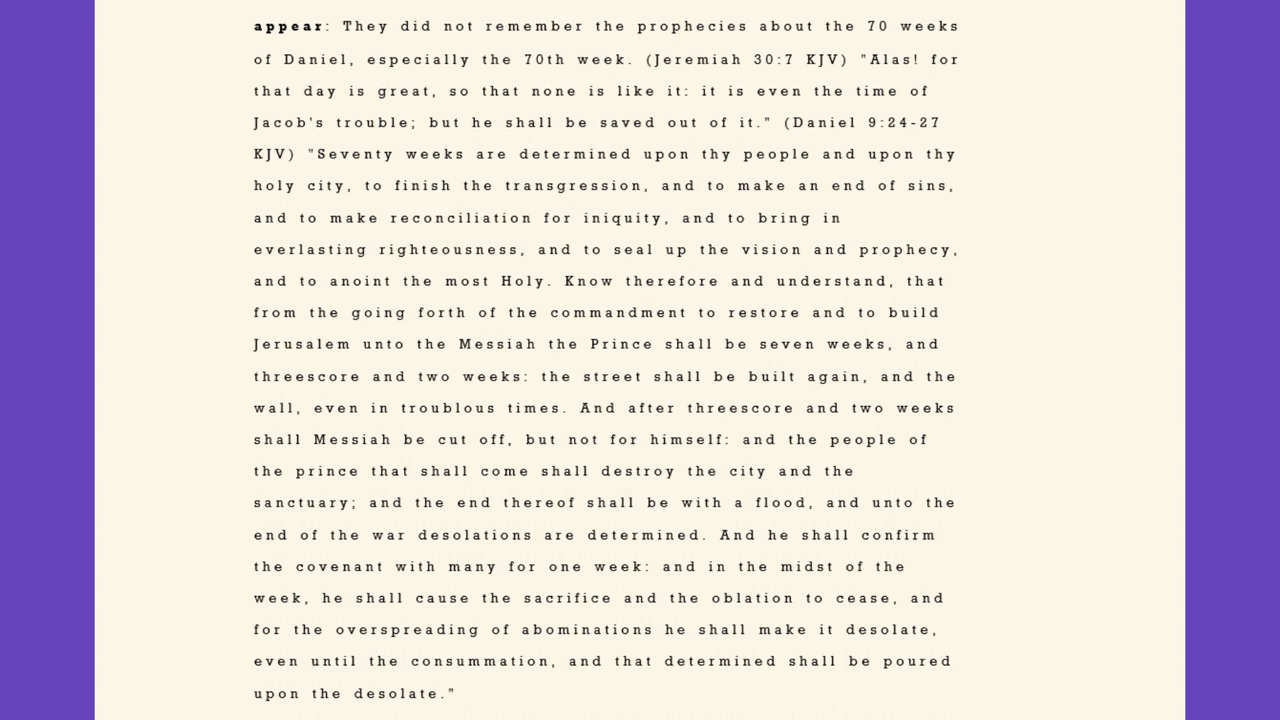 appear: They did not remember the prophecies about the 70 weeks
of Daniel, especially the 70th week. (Jeremiah 30:7 KJV) "Alas! for
that day is great, so that none is like it: it is even the time of
Jacob's trouble; but he shall be saved out of it." (Daniel 9:24-27
KJV) "Seventy weeks are determined upon thy people and upon thy
holy city, to finish the transgression, and to make an end of sins,
and to make reconciliation for iniquity, and to bring in
everlasting righteousness, and to seal up the vision and prophecy,
and to anoint the most Holy. Know therefore and understand, that
from the going forth of the commandment to restore and to build
Jerusalem unto the Messiah the Prince shall be seven weeks, and
threescore and two weeks: the street shall be built again, and the
wall, even in troublous times. And after threescore and two weeks
shall Messiah be cut off, but not for himself: and the people of
the prince that shall come shall destroy the city and the
sanctuary; and the end thereof shall be with a flood, and unto the
end of the war desolations are determined. And he shall confirm
the covenant with many for one week: and in the midst of the
week, he shall cause the sacrifice and the oblation to cease, and
for the overspreading of abominations he shall make it desolate,
even until the consummation, and that determined shall be poured
upon the desolate."